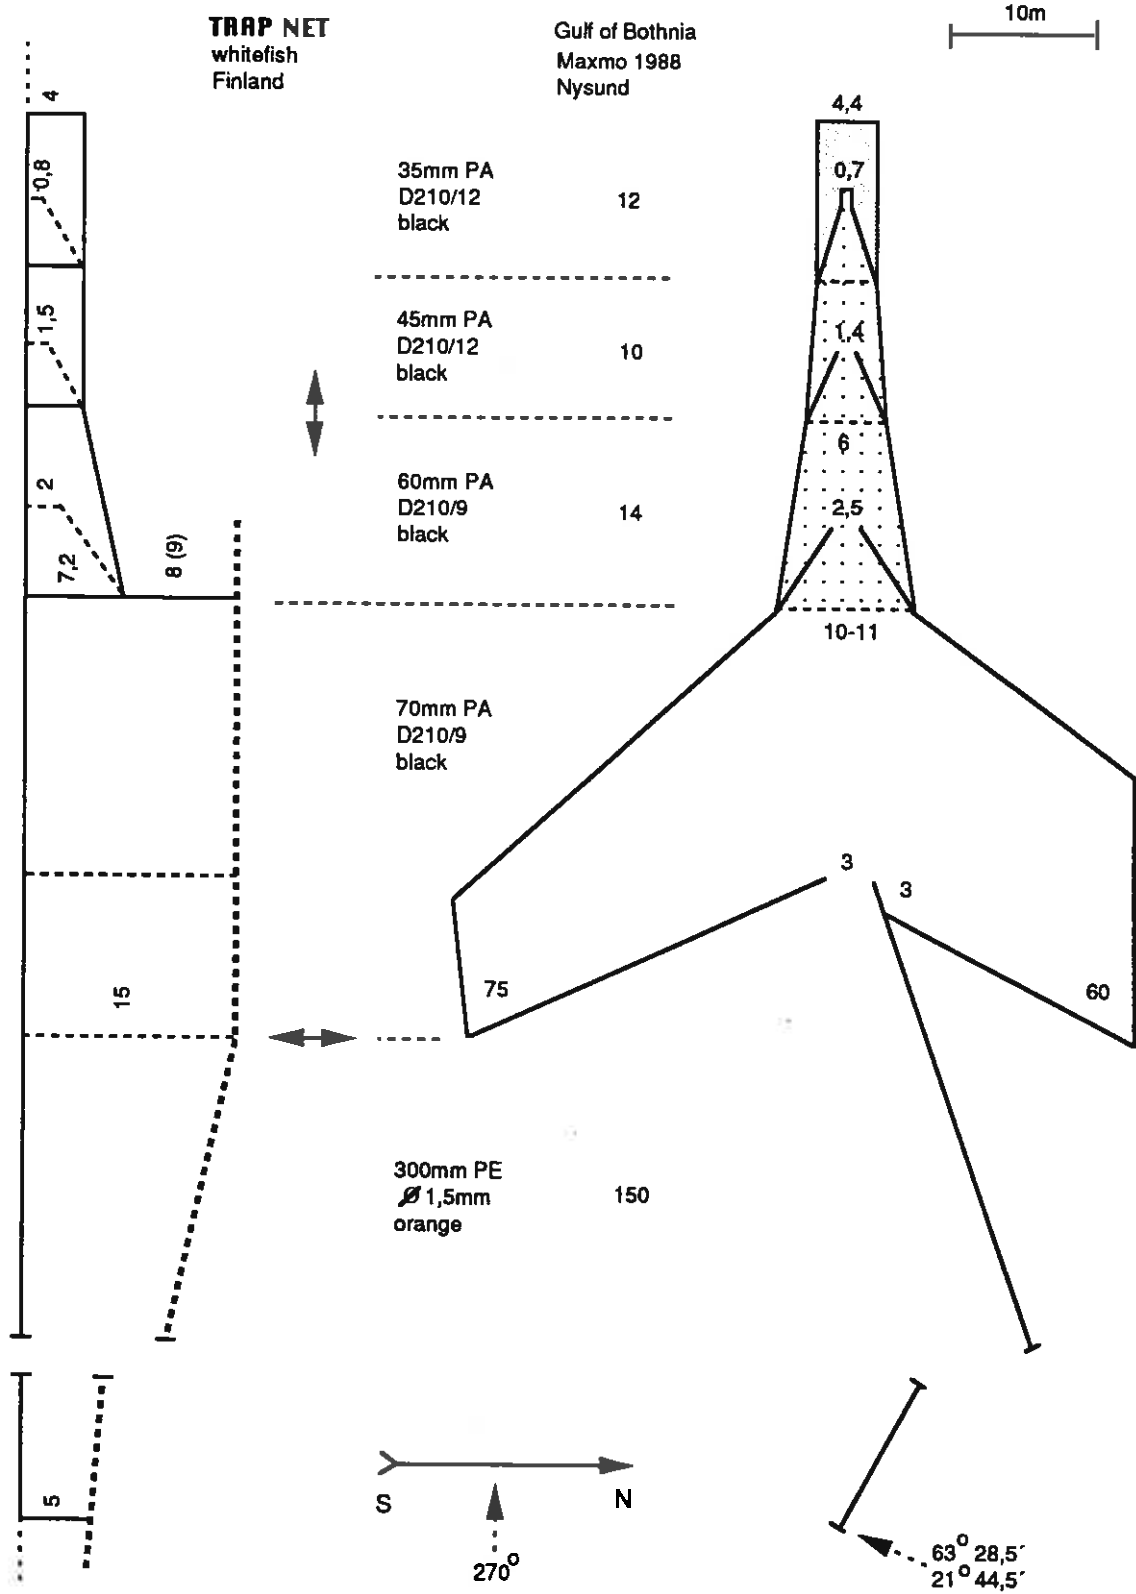 TRAP NET
whitefish
Finland
Gulf of Bothnia
Maxmo 1988
Nysund
10m
4
0,8
1,5
2
7,2
8 (9)
15
5
35mm PA
D210/12
black
12
45mm PA
D210/12
black
10
60mm PA
D210/9
black
14
70mm PA
D210/9
black
300mm PE
Ø 1,5mm
orange
150
4,4
0,7
1,4
6
2,5
10-11
3
3
75
60
S
N
270°
63° 28,5´
21° 44,5´